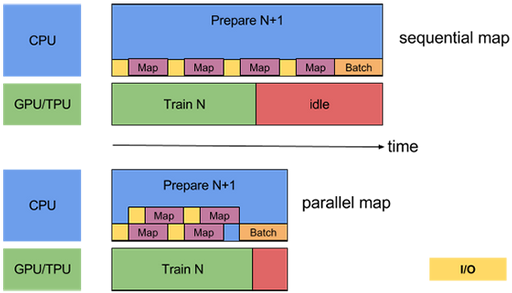 CPU
Prepare N+1
sequential map
Map Map Map Map Batch
GPU/TPU
Train N
idle
time
CPU
Prepare N+1
parallel map
Map Map
Map Map Batch
GPU/TPU
Train N
I/O